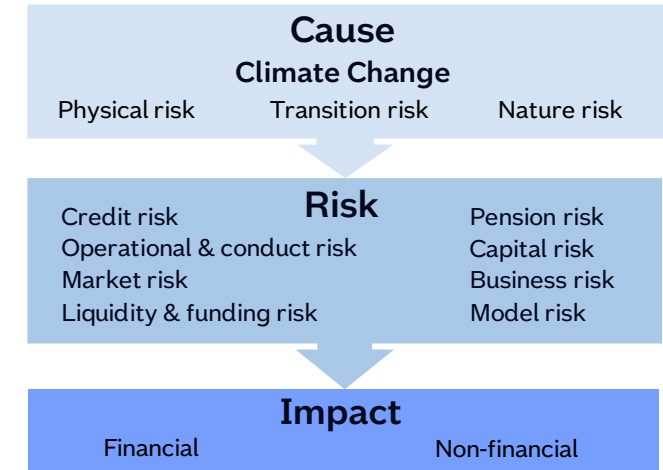 Cause
Climate Change
Physical risk Transition risk Nature risk
Risk
Credit risk
Operational & conduct risk
Market risk
Liquidity & funding risk
Pension risk
Capital risk
Business risk
Model risk
Impact
Financial Non-financial